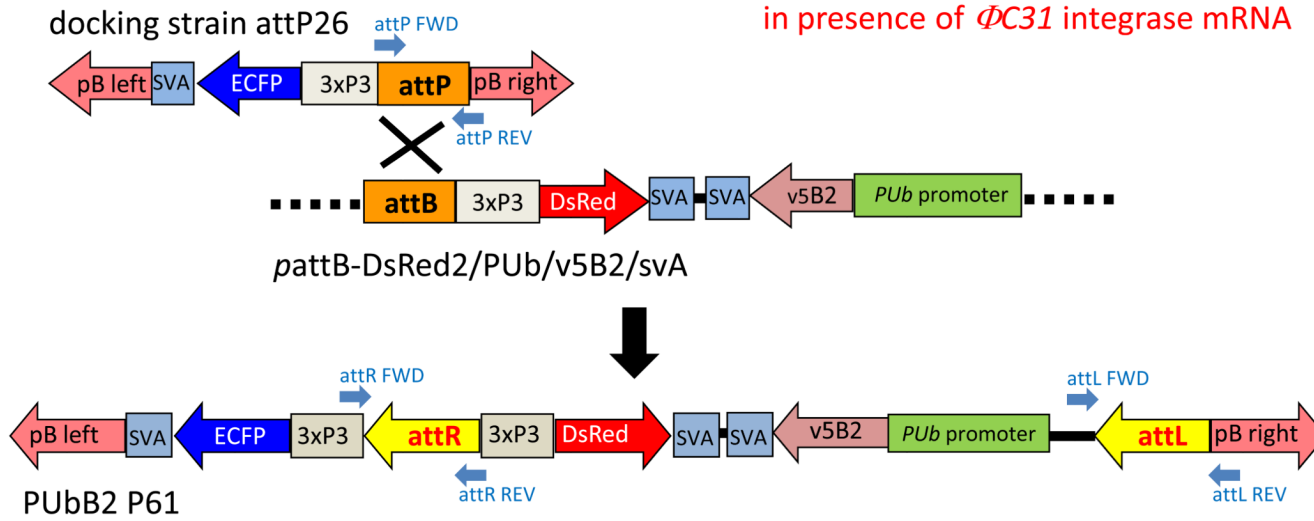 docking strain attP26
attP FWD
in presence of ΦC31 integrase mRNA
pB left
SVA
ECFP
3xP3
attP
pB right
attP REV
attB
3xP3
DsRed
SVA
SVA
v5B2
PUb promoter
pattB-DsRed2/PUb/v5B2/svA
attR FWD
attL FWD
pB left
SVA
ECFP
3xP3
attR
3xP3
DsRed
SVA
SVA
v5B2
PUb promoter
attL
pB right
attR REV
attL REV
PUbB2 P61